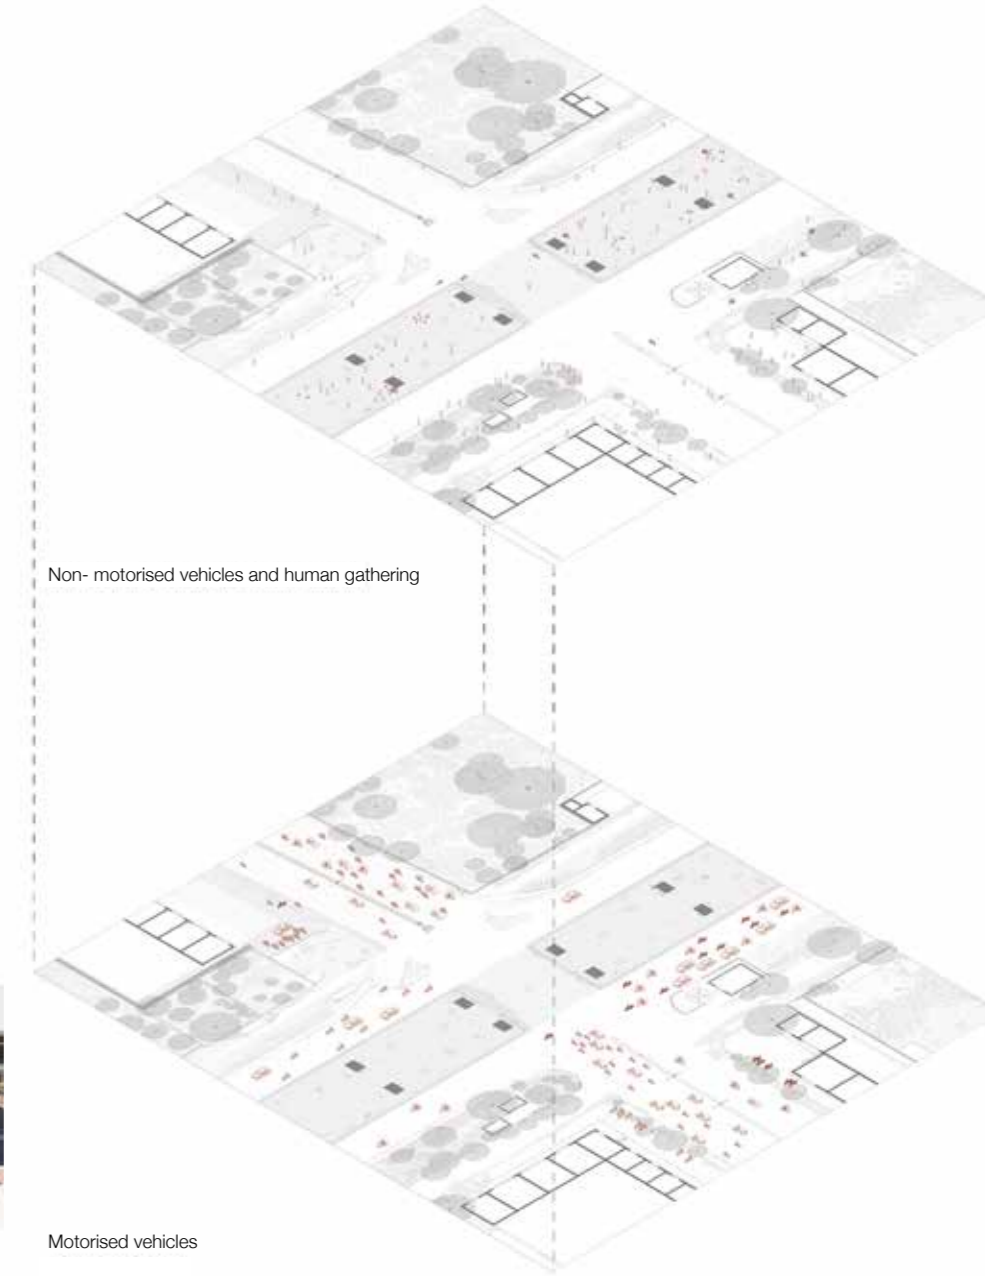 Non- motorised vehicles and human gathering
Motorised vehicles